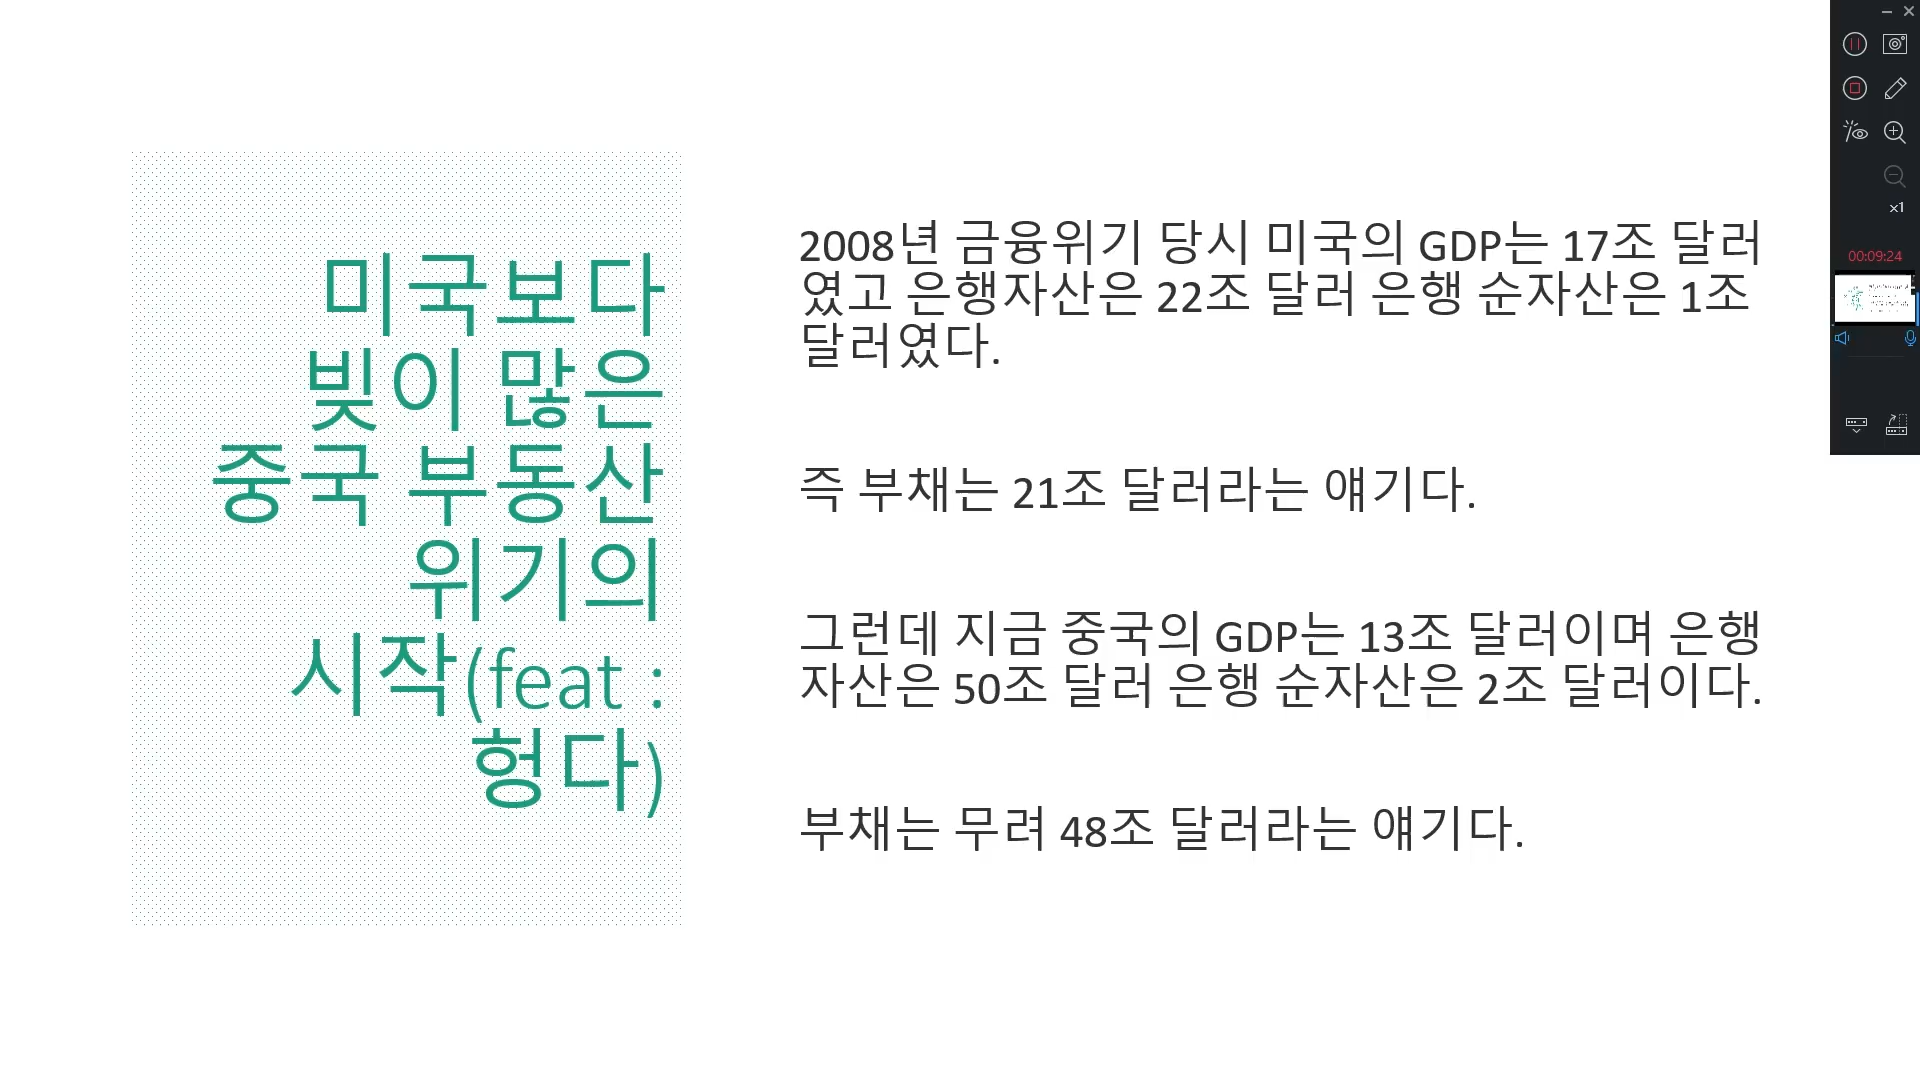 미국보다
빚이 많은
중국 부동산
위기의
시작(feat :
헝다)
2008년 금융위기 당시 미국의 GDP는 17조 달러
였고 은행자산은 22조 달러 은행 순자산은 1조
달러였다.
즉 부채는 21조 달러라는 얘기다.
그런데 지금 중국의 GDP는 13조 달러이며 은행
자산은 50조 달러 은행 순자산은 2조 달러이다.
부채는 무려 48조 달러라는 얘기다.
x1
00:09:24